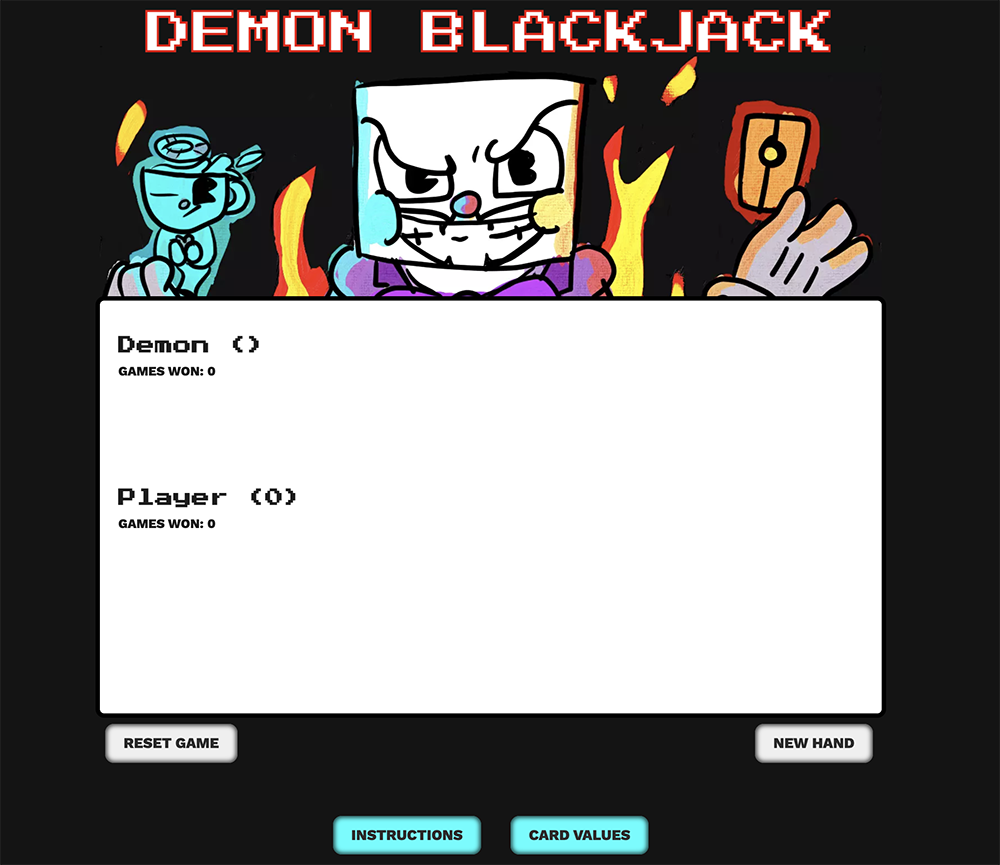 DEMON BLACKJACK
Demon ()
GAMES WON: 0
Player (0)
GAMES WON: 0
RESET GAME
NEW HAND
INSTRUCTIONS
CARD VALUES